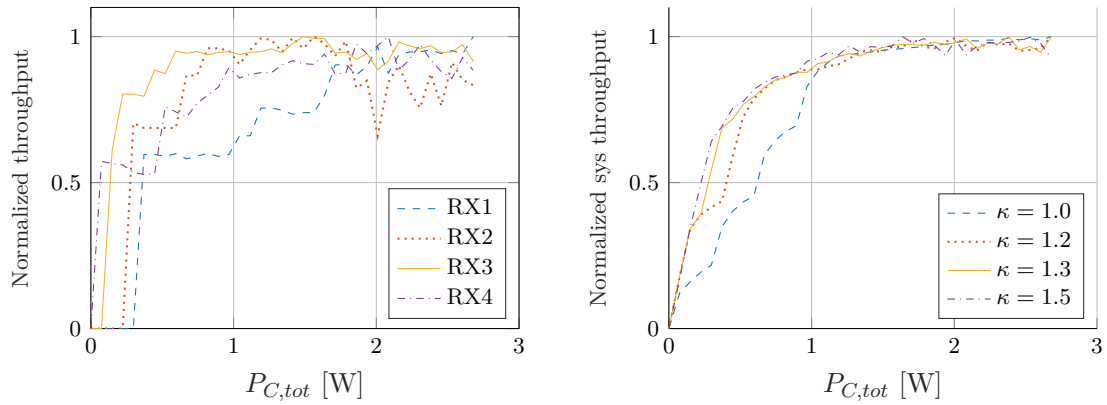 Normalized throughput
1
0.5
0
0
1
2
3
P_{C,tot} [W]
RX1
RX2
RX3
RX4
Normalized sys throughput
1
0.5
0
0
1
2
3
P_{C,tot} [W]
κ = 1.0
κ = 1.2
κ = 1.3
κ = 1.5